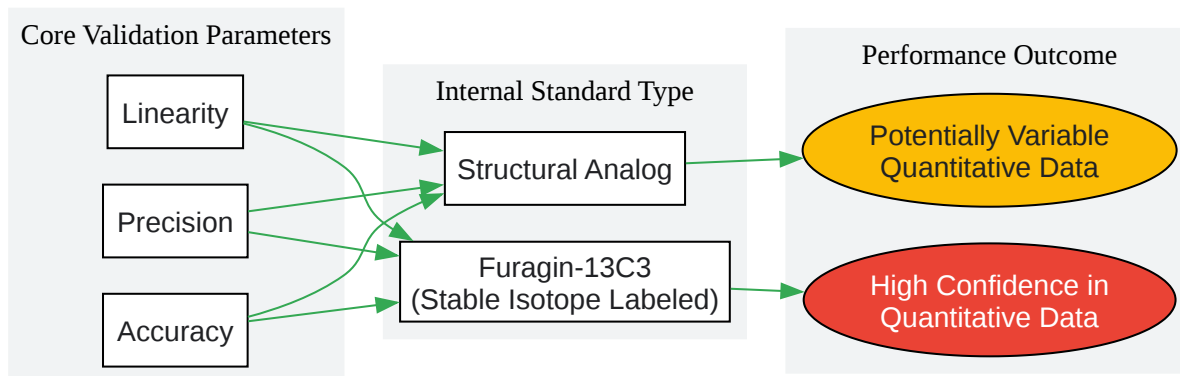 Core Validation Parameters
Linearity
Precision
Accuracy
Internal Standard Type
Structural Analog
Furagin-13C3
(Stable Isotope Labeled)
Performance Outcome
Potentially Variable
Quantitative Data
High Confidence in
Quantitative Data